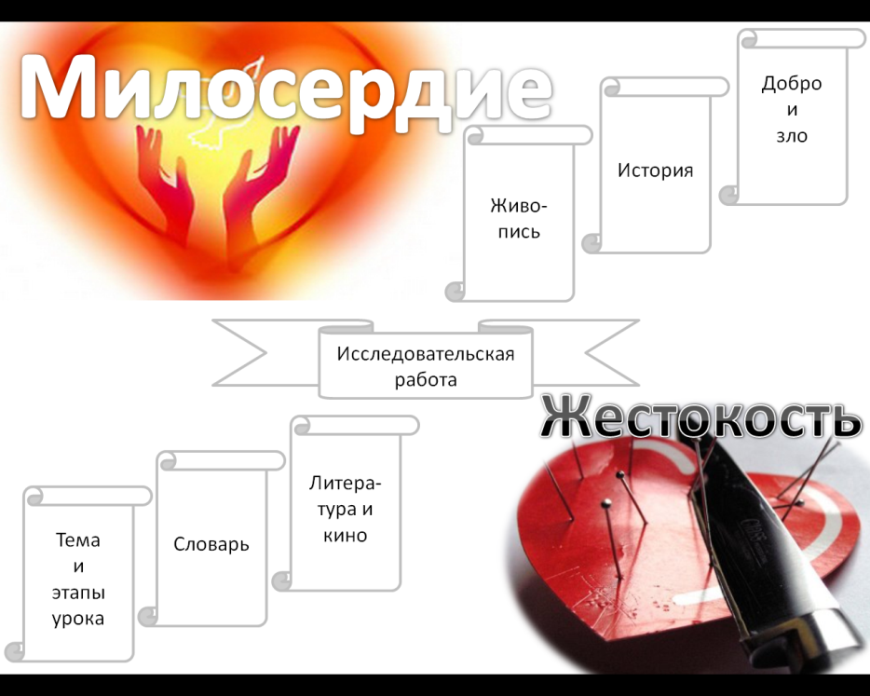 Милосердие
Добро
и
зло
История
Живо-
пись
Исследовательская
работа
Жестокость
Литера-
тура и
кино
Словарь
Тема
и
этапы
урока